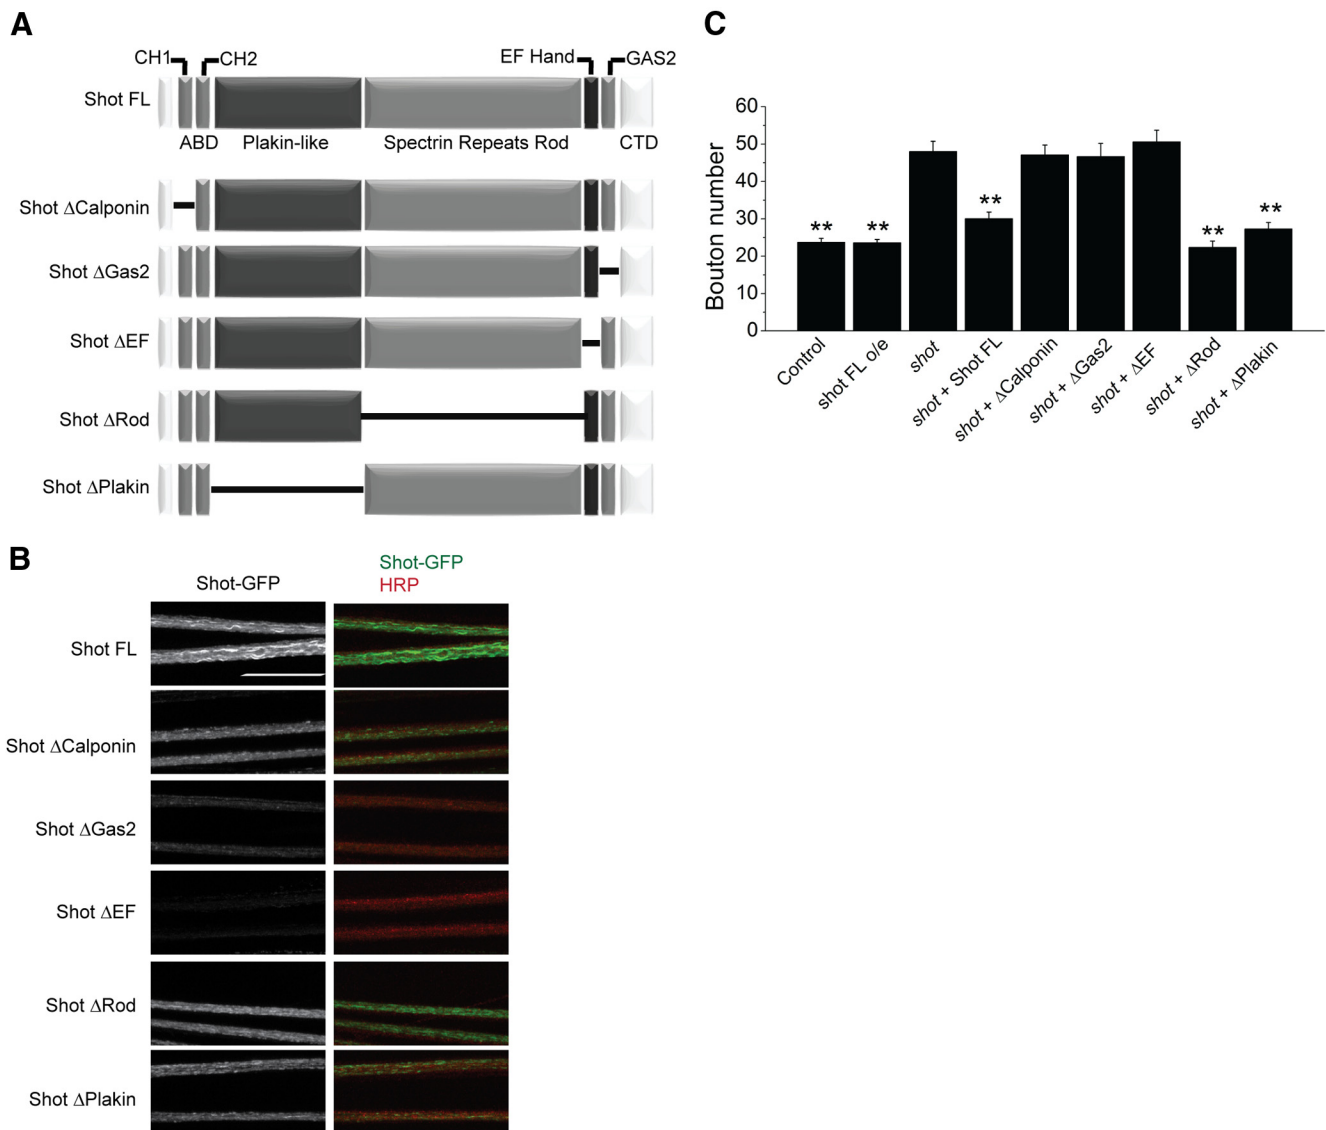 A
CH1
CH2
EF Hand
GAS2
Shot FL
ABD
Plakin-like
Spectrin Repeats Rod
CTD
Shot ΔCalponin
Shot ΔGas2
Shot ΔEF
Shot ΔRod
Shot ΔPlakin
B
Shot-GFP
Shot-GFP
HRP
Shot FL
Shot ΔCalponin
Shot ΔGas2
Shot ΔEF
Shot ΔRod
Shot ΔPlakin
C
Bouton number
60
50
40
30
20
10
0
**
**
**
**
**
Control
shot FL o/e
shot
shot + Shot FL
shot + ΔCalponin
shot + ΔGas2
shot + ΔEF
shot + ΔRod
shot + ΔPlakin